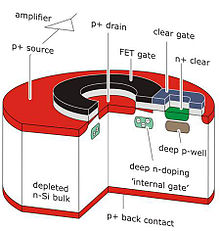 amplifier
p+ source
p+ drain
FET gate
clear gate
n+ clear
deep p-well
deep n-doping
'internal gate'
depleted
n-Si bulk
p+ back contact